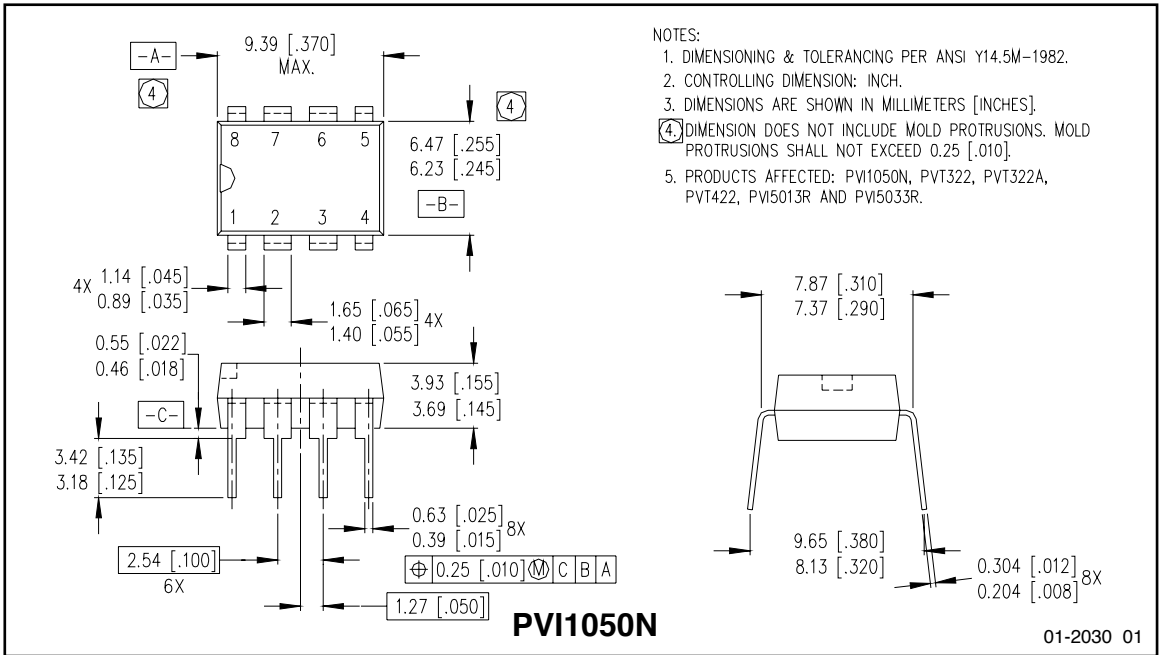 -A-
9.39 [.370]
MAX.
4
4
8 7 6 5
1 2 3 4
6.47 [.255]
6.23 [.245]
-B-
4X 1.14 [.045]
0.89 [.035]
1.65 [.065] 4X
1.40 [.055]
0.55 [.022]
0.46 [.018]
-C-
3.93 [.155]
3.69 [.145]
3.42 [.135]
3.18 [.125]
0.63 [.025] 8X
0.39 [.015]
2.54 [.100]
6X
⌖ 0.25 [.010] Ⓜ C B A
1.27 [.050]
NOTES:
1. DIMENSIONING & TOLERANCING PER ANSI Y14.5M-1982.
2. CONTROLLING DIMENSION: INCH.
3. DIMENSIONS ARE SHOWN IN MILLIMETERS [INCHES].
4. DIMENSION DOES NOT INCLUDE MOLD PROTRUSIONS. MOLD
PROTRUSIONS SHALL NOT EXCEED 0.25 [.010].
5. PRODUCTS AFFECTED: PVI1050N, PVT322, PVT322A,
PVT422, PVI5013R AND PVI5033R.
7.87 [.310]
7.37 [.290]
9.65 [.380]
8.13 [.320]
0.304 [.012] 8X
0.204 [.008]
PVI1050N
01-2030 01